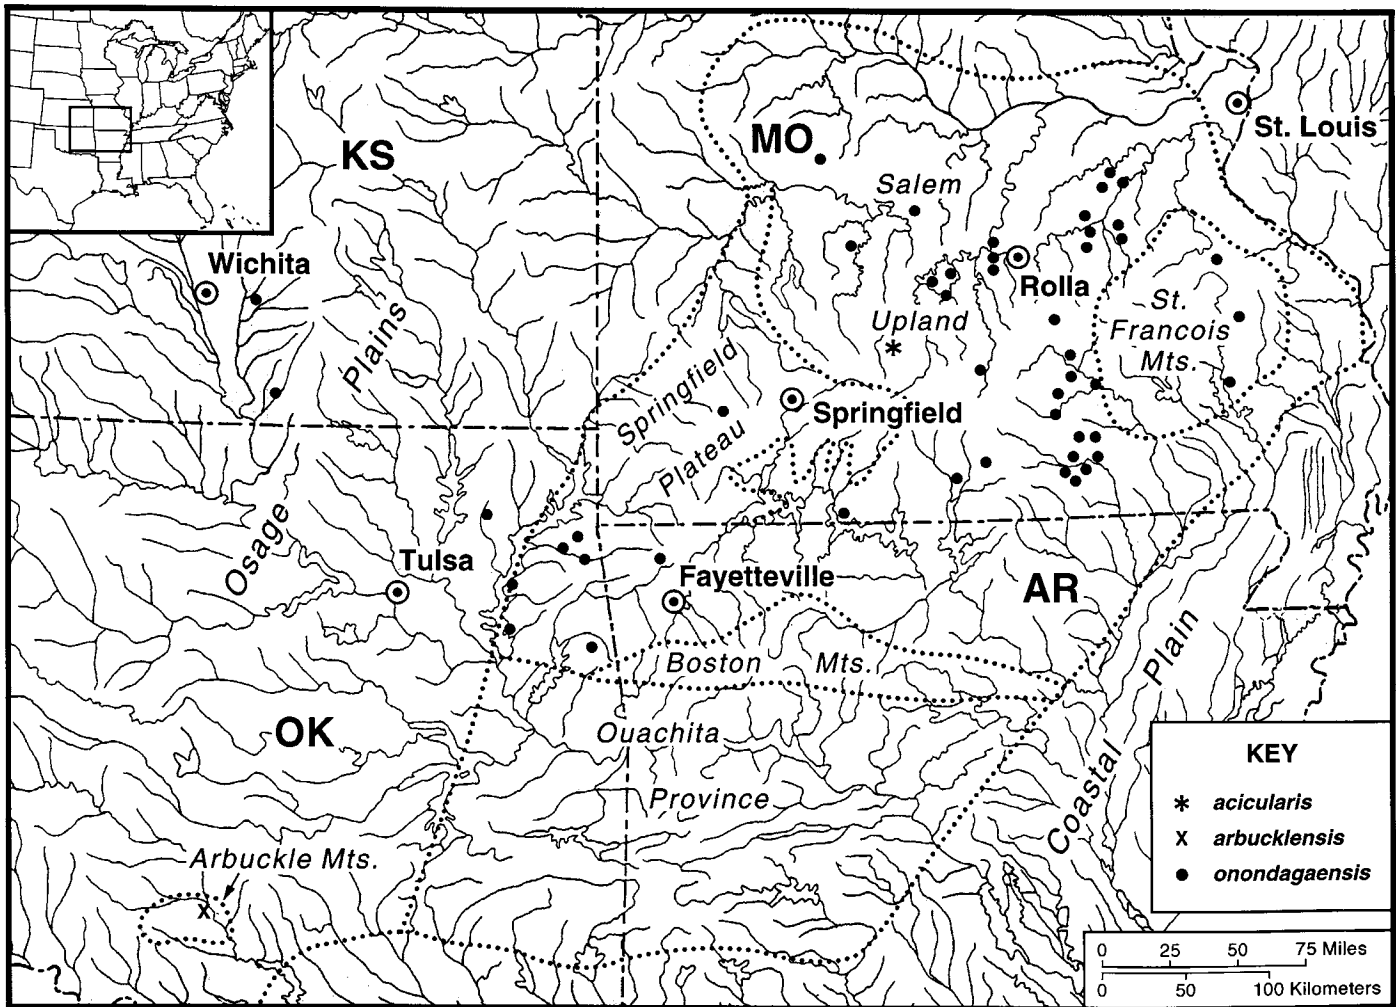 KS
MO
St. Louis
Salem
Wichita
Rolla
Plains
Upland
St.
Francois
Mts.
Springfield
Plateau
Springfield
Osage
Tulsa
Fayetteville
AR
Boston Mts.
Plain
OK
Ouachita
Province
Coastal
Arbuckle Mts.
x
KEY
* acicularis
x arbucklensis
● onondagaensis
0 25 50 75 Miles
0 50 100 Kilometers